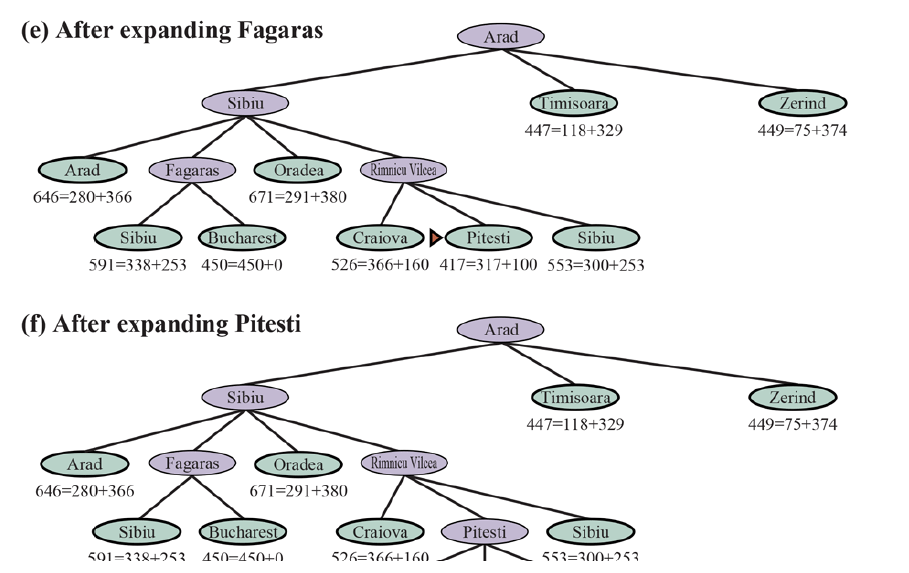 (e) After expanding Fagaras
Arad
Sibiu
Timisoara
Zerind
447=118+329
449=75+374
Arad
Fagaras
Oradea
Rimnicu Vilcea
646=280+366
671=291+380
Sibiu
Bucharest
Craiova
Pitesti
Sibiu
591=338+253
450=450+0
526=366+160
417=317+100
553=300+253
(f) After expanding Pitesti
Arad
Sibiu
Timisoara
Zerind
447=118+329
449=75+374
Arad
Fagaras
Oradea
Rimnicu Vilcea
646=280+366
671=291+380
Sibiu
Bucharest
Craiova
Pitesti
Sibiu
591=338+253
450=450+0
526=366+160
553=300+253